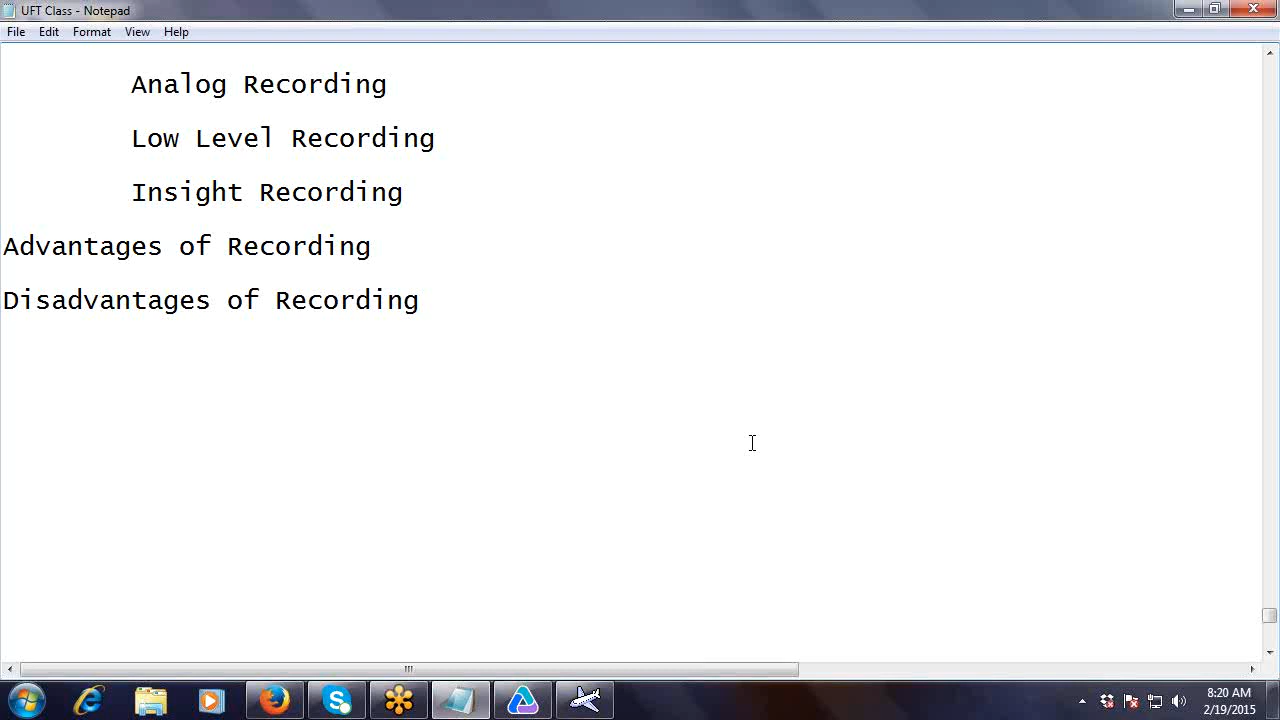 UFT Class - Notepad
File Edit Format View Help
Analog Recording
Low Level Recording
Insight Recording
Advantages of Recording
Disadvantages of Recording
8:20 AM
2/19/2015